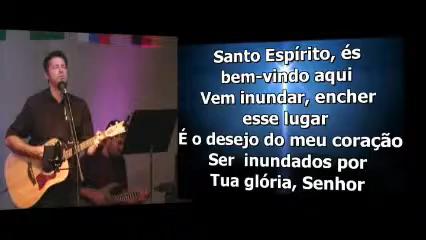 Santo Espírito, és
bem-vindo aqui
Vem inundar, encher
esse lugar
É o desejo do meu coração
Ser inundados por
Tua glória, Senhor